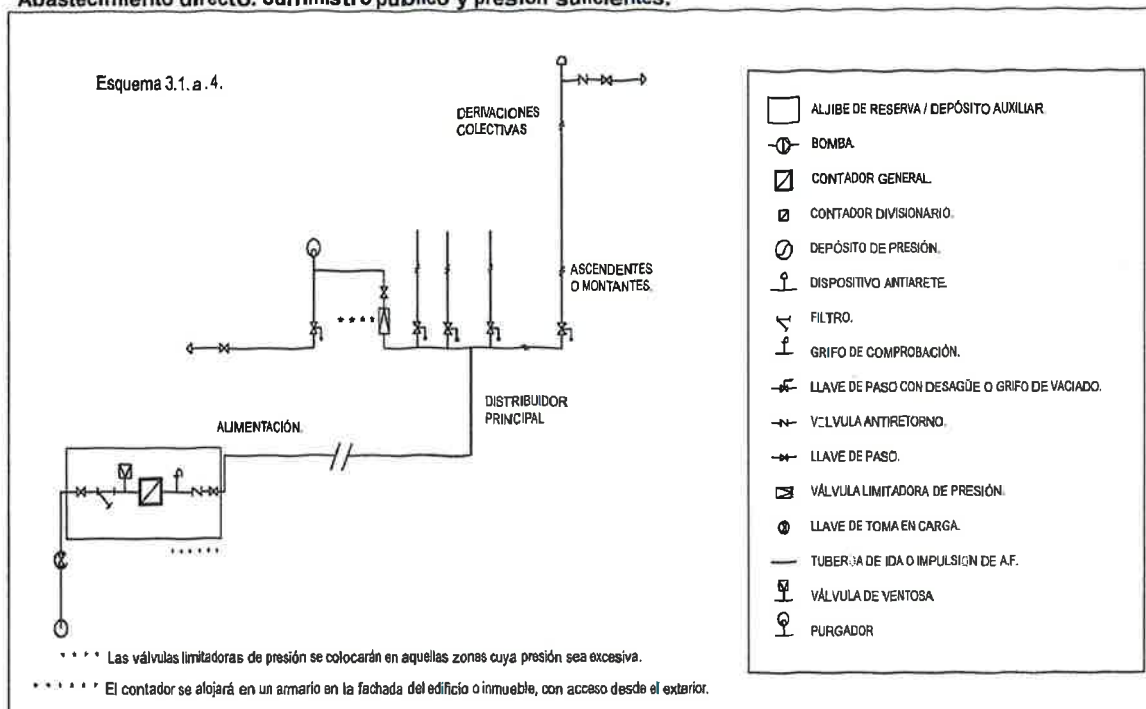 Abastecimiento directo. Suministro público y presión suficientes.
Esquema 3.1.a.4.
DERIVACIONES
COLECTIVAS
ASCENDENTES
O MONTANTES.
DISTRIBUIDOR
PRINCIPAL
ALIMENTACIÓN.
* * * * Las válvulas limitadoras de presión se colocarán en aquellas zonas cuya presión sea excesiva.
* * * * * * El contador se alojará en un armario en la fachada del edificio o inmueble, con acceso desde el exterior.
ALJIBE DE RESERVA / DEPÓSITO AUXILIAR.
BOMBA.
CONTADOR GENERAL.
CONTADOR DIVISIONARIO.
DEPÓSITO DE PRESIÓN.
DISPOSITIVO ANTIARETE.
FILTRO.
GRIFO DE COMPROBACIÓN.
LLAVE DE PASO CON DESAGÜE O GRIFO DE VACIADO.
ANTIRETORNO.
LLAVE DE PASO.
VÁLVULA LIMITADORA DE PRESIÓN.
LLAVE DE TOMA EN CARGA.
DE IDA O IMPULSION DE A.F.
VÁLVULA DE VENTOSA
PURGADOR